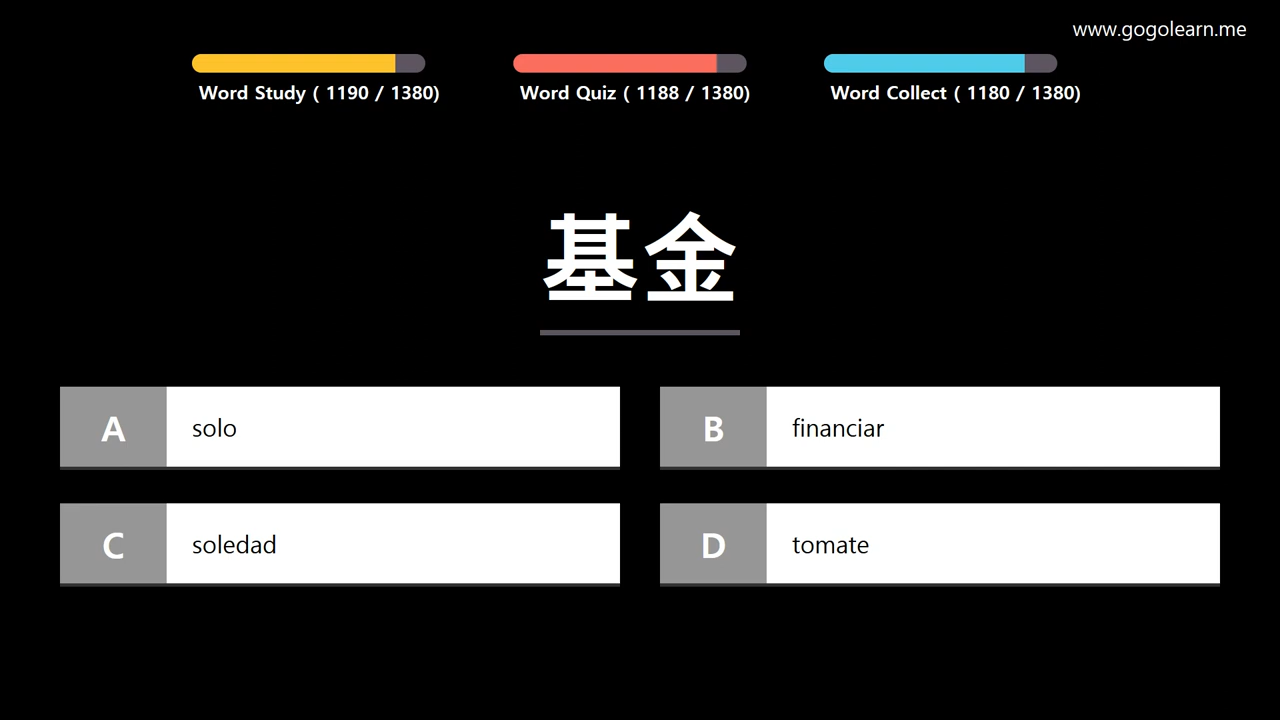 www.gogolearn.me
Word Study ( 1190 / 1380)
Word Quiz ( 1188 / 1380)
Word Collect ( 1180 / 1380)
基金
A solo
B financiar
C soledad
D tomate